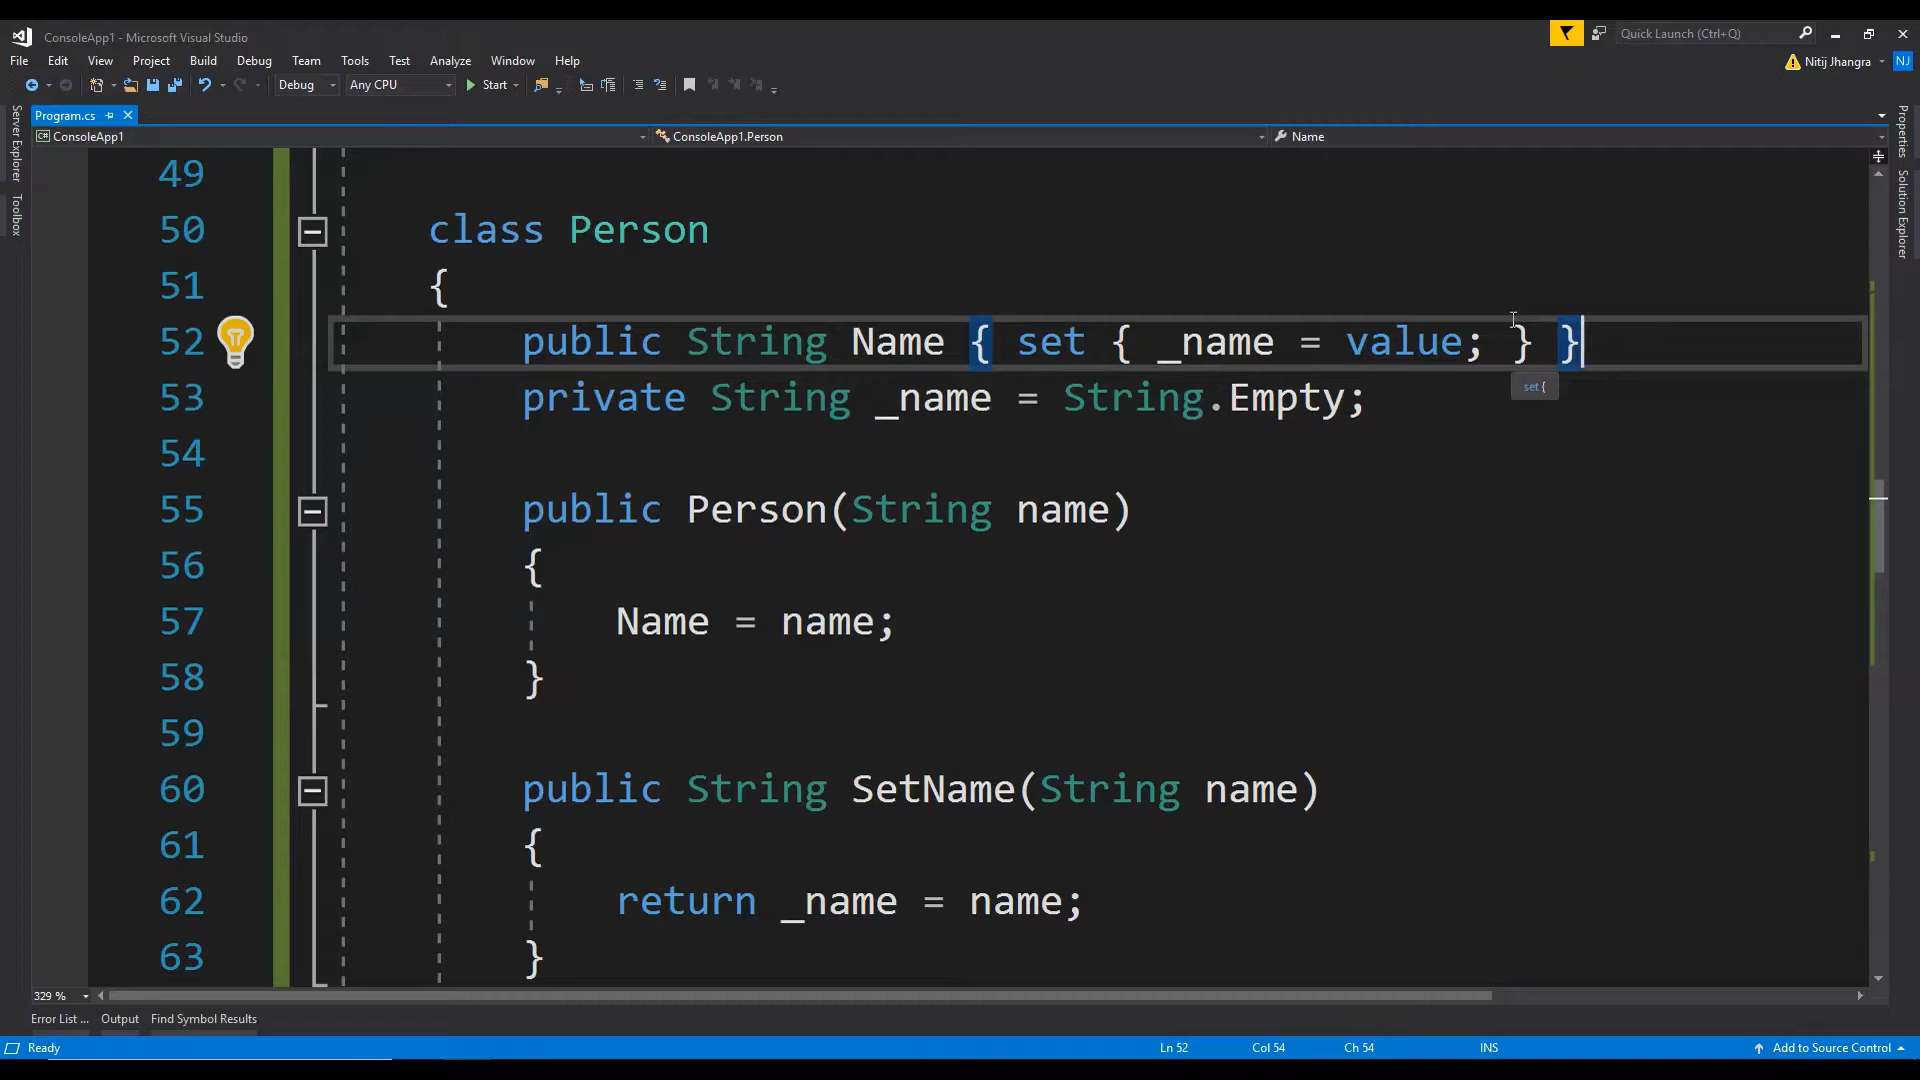 ConsoleApp1 - Microsoft Visual Studio
Quick Launch (Ctrl+Q)
File Edit View Project Build Debug Team Tools Test Analyze Window Help
Nitij Jhangra NJ
Debug Any CPU Start
Program.cs
ConsoleApp1 ConsoleApp1.Person Name
Server Explorer
Toolbox
Properties
Solution Explorer
49
50 class Person
51 {
52 public String Name { set { _name = value; } }
set {
53 private String _name = String.Empty;
54
55 public Person(String name)
56 {
57 Name = name;
58 }
59
60 public String SetName(String name)
61 {
62 return _name = name;
63 }
329 %
Error List ... Output Find Symbol Results
Ready Ln 52 Col 54 Ch 54 INS Add to Source Control